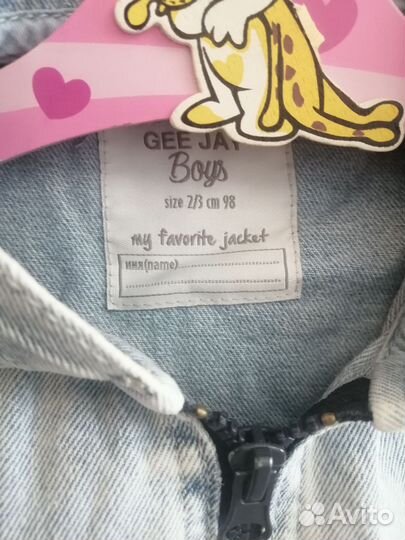 GEE JAY
Boys
size 2/3 cm 98
my favorite jacket
имя(name)
Avito